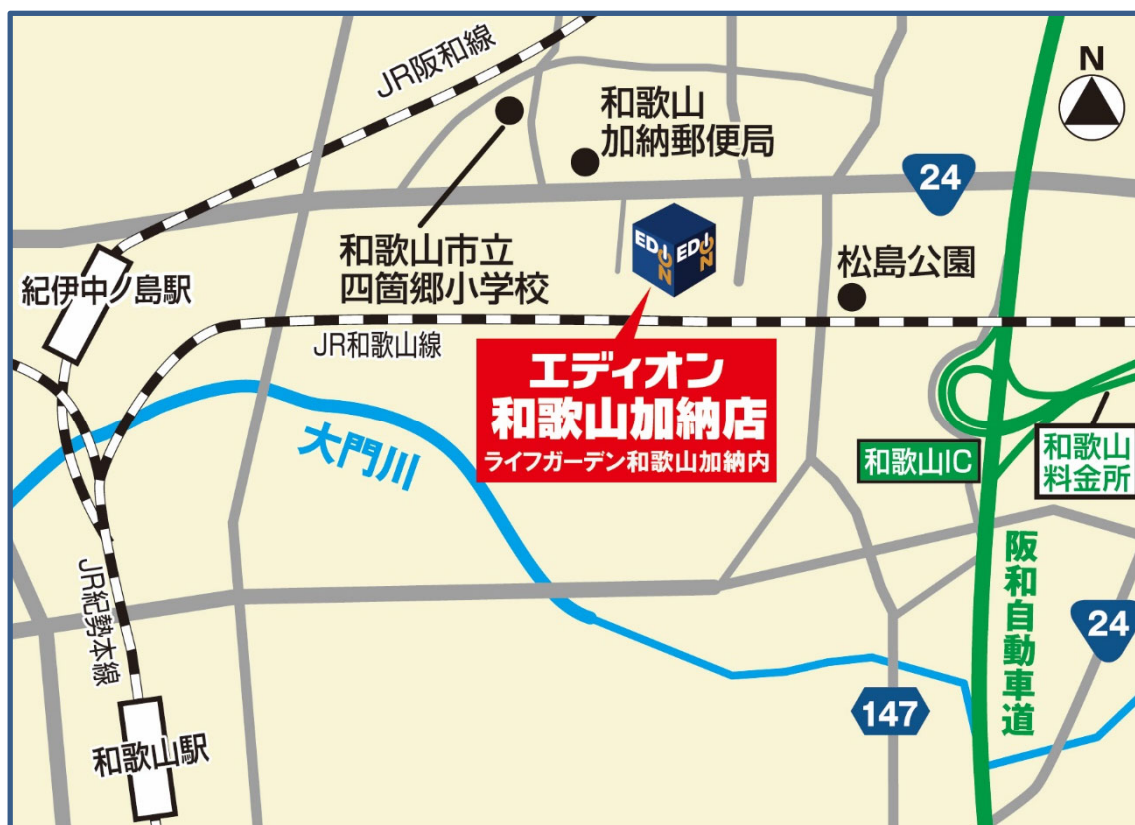 JR阪和線
N
和歌山
加納郵便局
24
EDION
EDION
和歌山市立
四箇郷小学校
松島公園
紀伊中ノ島駅
JR和歌山線
エディオン
和歌山加納店
ライフガーデン和歌山加納内
大門川
和歌山IC
和歌山
料金所
阪和自動車道
JR紀勢本線
24
147
和歌山駅